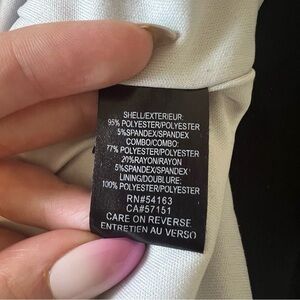 SHELL/EXTERIEUR:
95% POLYESTER/POLYESTER
5%SPANDEX/SPANDEX
COMBO/COMBO:
77% POLYESTER/POLYESTER
20%RAYON/RAYON
5%SPANDEX/SPANDEX
LINING/DOUBLURE:
100% POLYESTER/POLYESTER
RN#54163
CA#57151
CARE ON REVERSE
ENTRETIEN AU VERSO